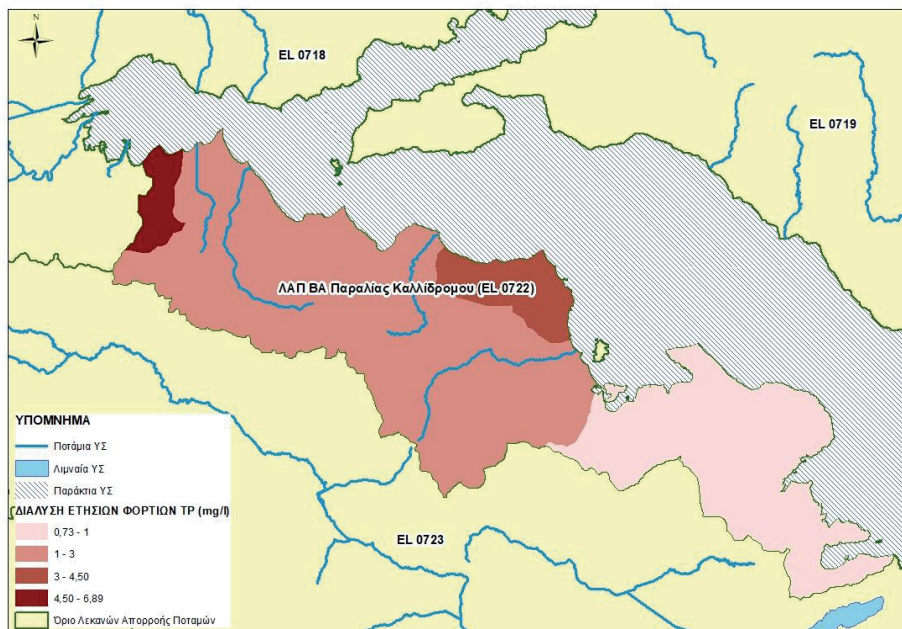 N
EL 0718
EL 0719
ΛΑΠ ΒΑ Παραλίας Καλλίδρομου (EL 0722)
EL 0723
ΥΠΟΜΝΗΜΑ
Ποτάμια ΥΣ
Λιμναία ΥΣ
Παράκτια ΥΣ
ΔΙΑΛΥΣΗ ΕΤΗΣΙΩΝ ΦΟΡΤΙΩΝ TP (mg/l)
0,73 - 1
1 - 3
3 - 4,50
4,50 - 6,89
Όριο Λεκανών Απορροής Ποταμών